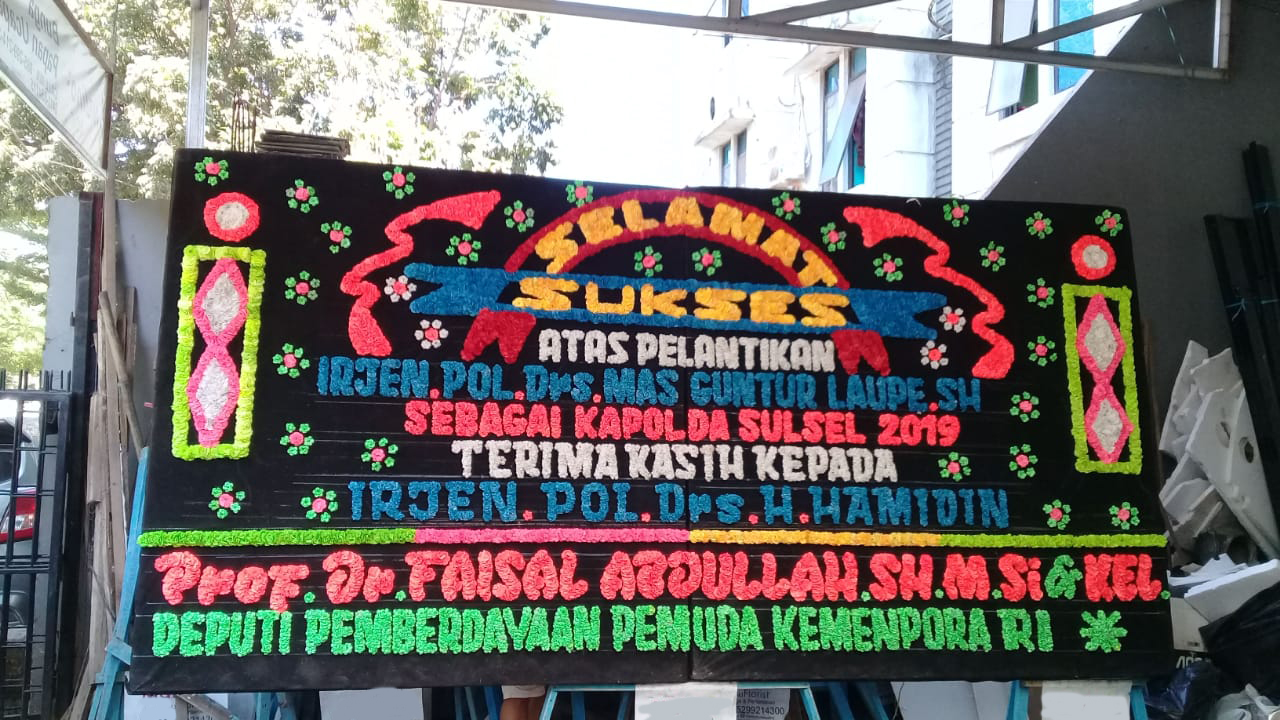 SELAMAT
SUKSES
ATAS PELANTIKAN
IRJEN.POL.Drs.MAS GUNTUR LAUPE.SH
SEBAGAI KAPOLDA SULSEL 2019
TERIMA KASIH KEPADA
IRJEN.POL.Drs.H.HAMIDIN
Prof.Dr.FAISAL ABDULLAH.SH.M.Si & KEL.
DEPUTI PEMBERDAYAAN PEMUDA KEMENPORA RI
5299214300